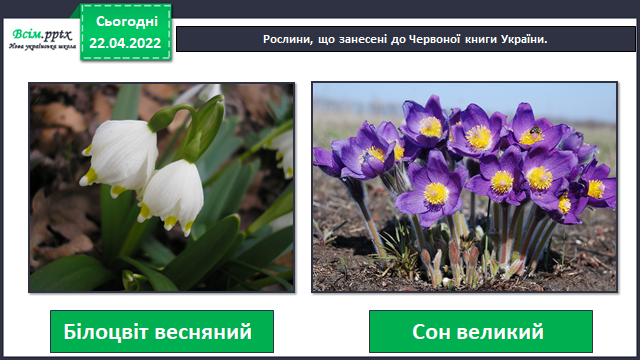 Всім.pptx
Нова українська школа
Сьогодні
22.04.2022
Рослини, що занесені до Червоної книги України.
Білоцвіт весняний
Сон великий